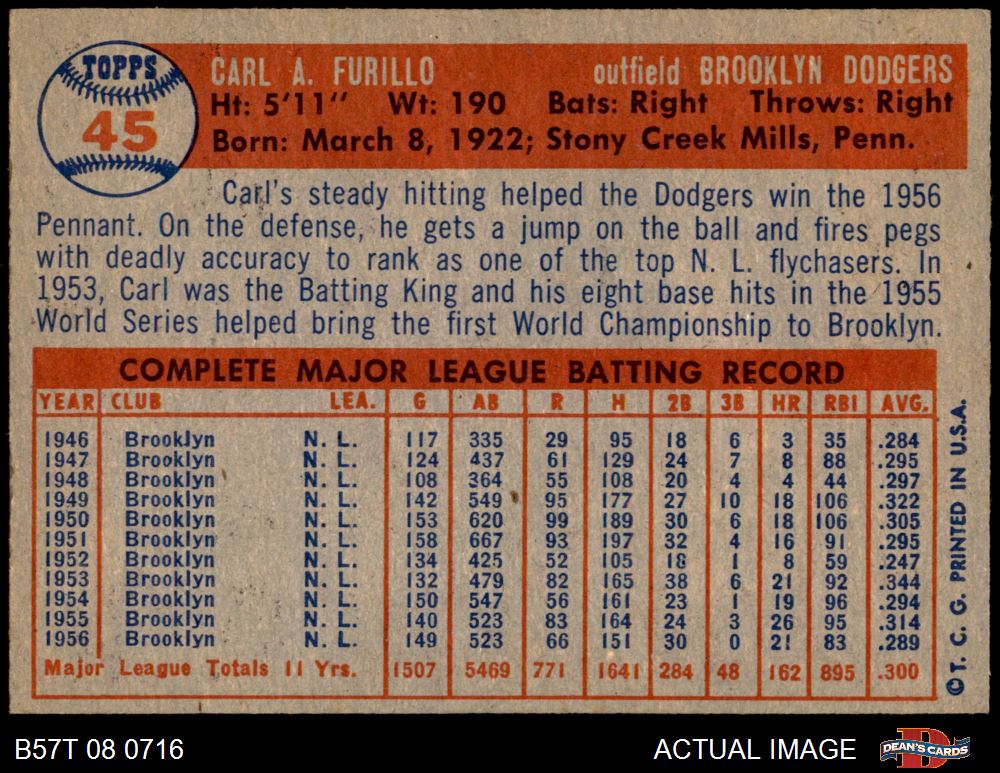 TOPPS
45
CARL A. FURILLO outfield BROOKLYN DODGERS
Ht: 5'11" Wt: 190 Bats: Right Throws: Right
Born: March 8, 1922; Stony Creek Mills, Penn.
Carl's steady hitting helped the Dodgers win the 1956
Pennant. On the defense, he gets a jump on the ball and fires pegs
with deadly accuracy to rank as one of the top N. L. flychasers. In
1953, Carl was the Batting King and his eight base hits in the 1955
World Series helped bring the first World Championship to Brooklyn.
COMPLETE MAJOR LEAGUE BATTING RECORD
YEAR CLUB LEA. G AB R H 2B 3B HR RBI AVG.
1946 Brooklyn N. L. 117 335 29 95 18 6 3 35 .284
1947 Brooklyn N. L. 124 437 61 129 24 7 8 88 .295
1948 Brooklyn N. L. 108 364 55 108 20 4 4 44 .297
1949 Brooklyn N. L. 142 549 95 177 27 10 18 106 .322
1950 Brooklyn N. L. 153 620 99 189 30 6 18 106 .305
1951 Brooklyn N. L. 158 667 93 197 32 4 16 91 .295
1952 Brooklyn N. L. 134 425 52 105 18 1 8 59 .247
1953 Brooklyn N. L. 132 479 82 165 38 6 21 92 .344
1954 Brooklyn N. L. 150 547 56 161 23 1 19 96 .294
1955 Brooklyn N. L. 140 523 83 164 24 3 26 95 .314
1956 Brooklyn N. L. 149 523 66 151 30 0 21 83 .289
Major League Totals 11 Yrs. 1507 5469 771 1641 284 48 162 895 .300
© T. C. G. PRINTED IN U.S.A.
B57T 08 0716 ACTUAL IMAGE
D
DEAN'S CARDS